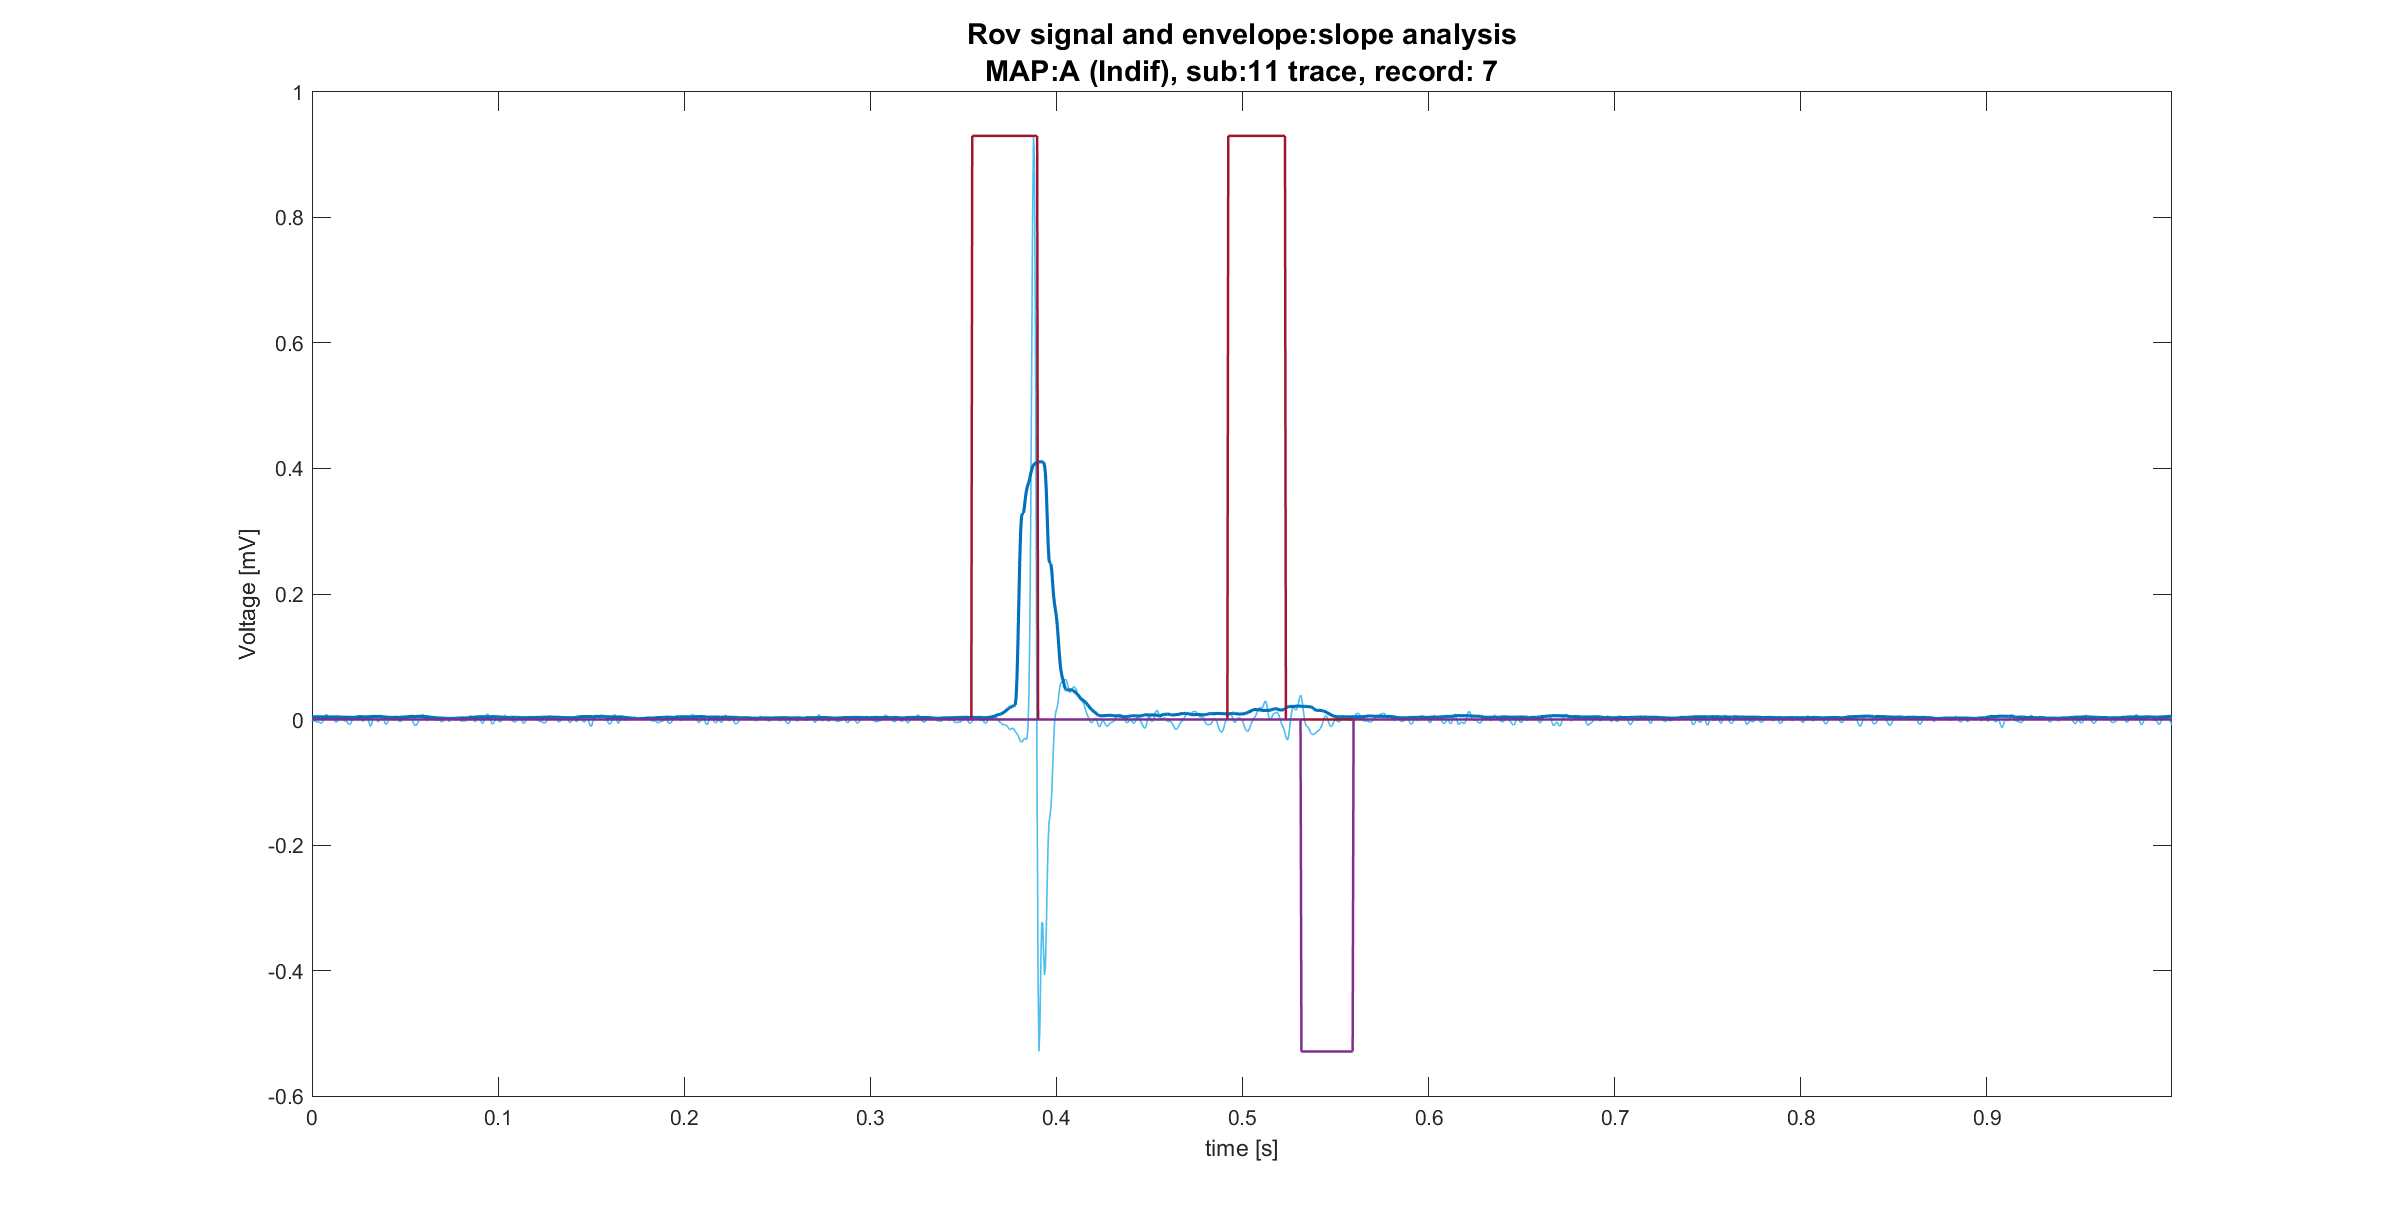 Rov signal and envelope:slope analysis
MAP:A (Indif), sub:11 trace, record: 7
1
0.8
0.6
0.4
0.2
0
-0.2
-0.4
-0.6
Voltage [mV]
0 0.1 0.2 0.3 0.4 0.5 0.6 0.7 0.8 0.9
time [s]